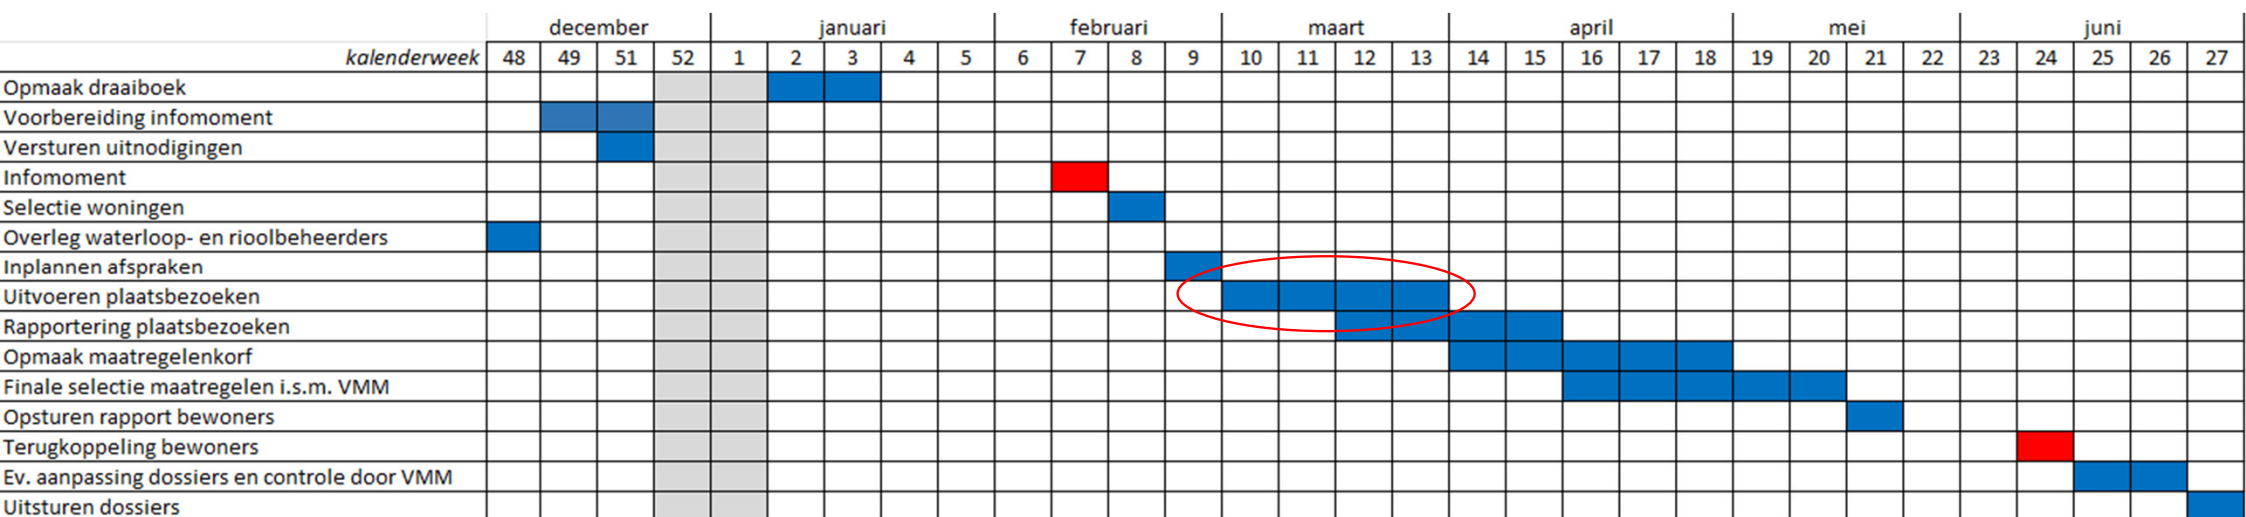 december januari februari maart april mei juni
kalenderweek 48 49 51 52 1 2 3 4 5 6 7 8 9 10 11 12 13 14 15 16 17 18 19 20 21 22 23 24 25 26 27
Opmaak draaiboek
Voorbereiding infomoment
Versturen uitnodigingen
Infomoment
Selectie woningen
Overleg waterloop- en rioolbeheerders
Inplannen afspraken
Uitvoeren plaatsbezoeken
Rapportering plaatsbezoeken
Opmaak maatregelenkorf
Finale selectie maatregelen i.s.m. VMM
Opsturen rapport bewoners
Terugkoppeling bewoners
Ev. aanpassing dossiers en controle door VMM
Uitsturen dossiers